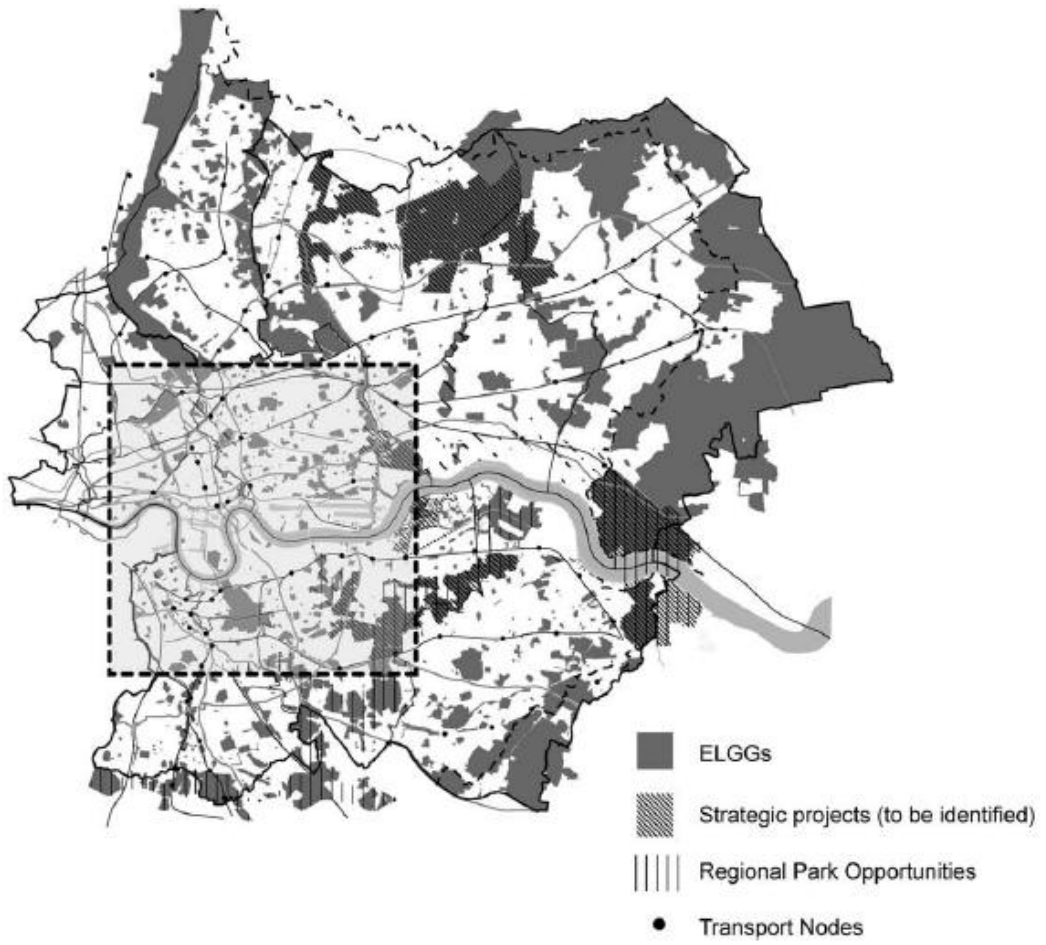 ELGGs
Strategic projects (to be identified)
Regional Park Opportunities
Transport Nodes